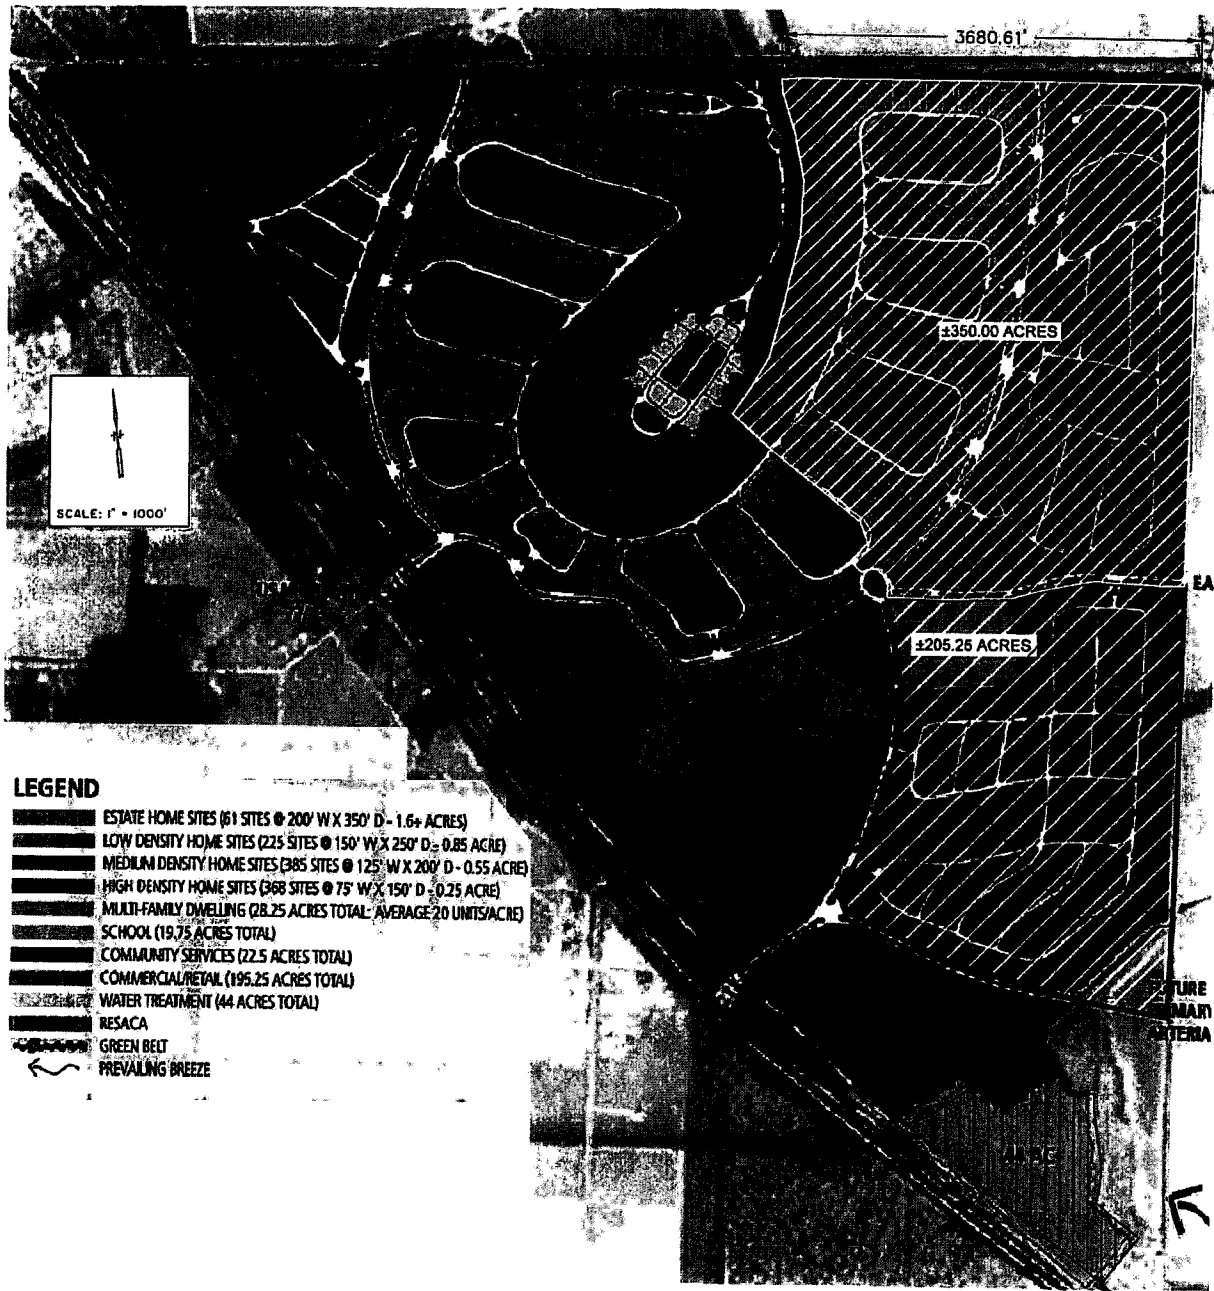 3680.61'
±350.00 ACRES
SCALE: 1" = 1000'
EA
±205.25 ACRES
LEGEND
ESTATE HOME SITES (61 SITES @ 200' W X 350' D - 1.6+ ACRES)
LOW DENSITY HOME SITES (225 SITES @ 150' W X 250' D - 0.85 ACRE)
MEDIUM DENSITY HOME SITES (385 SITES @ 125' W X 200' D - 0.55 ACRE)
HIGH DENSITY HOME SITES (368 SITES @ 75' W X 150' D - 0.25 ACRE)
MULTI-FAMILY DWELLING (28.25 ACRES TOTAL- AVERAGE 20 UNITS/ACRE)
SCHOOL (19.75 ACRES TOTAL)
COMMUNITY SERVICES (22.5 ACRES TOTAL)
COMMERCIAL/RETAIL (195.25 ACRES TOTAL)
WATER TREATMENT (44 ACRES TOTAL)
RESACA
GREEN BELT
PREVAILING BREEZE